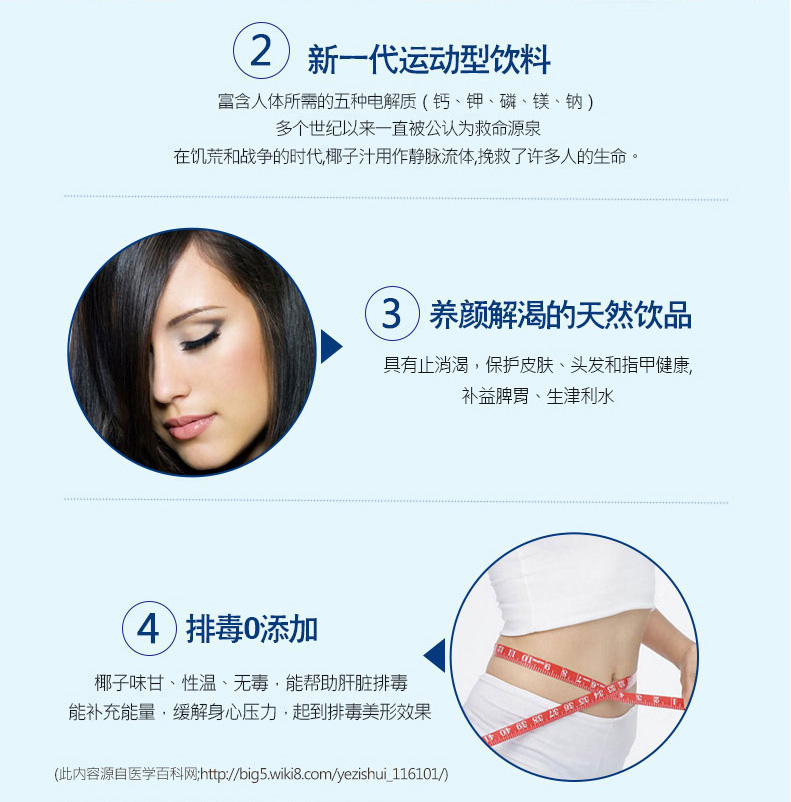 2 新一代运动型饮料
富含人体所需的五种电解质(钙、钾、磷、镁、钠)
多个世纪以来一直被公认为救命源泉
在饥荒和战争的时代,椰子汁用作静脉流体,挽救了许多人的生命。
3 养颜解渴的天然饮品
具有止消渴，保护皮肤、头发和指甲健康,
补益脾胃、生津利水
4 排毒0添加
椰子味甘、性温、无毒，能帮助肝脏排毒
能补充能量，缓解身心压力，起到排毒美形效果
(此内容源自医学百科网;http://big5.wiki8.com/yezishui_116101/)